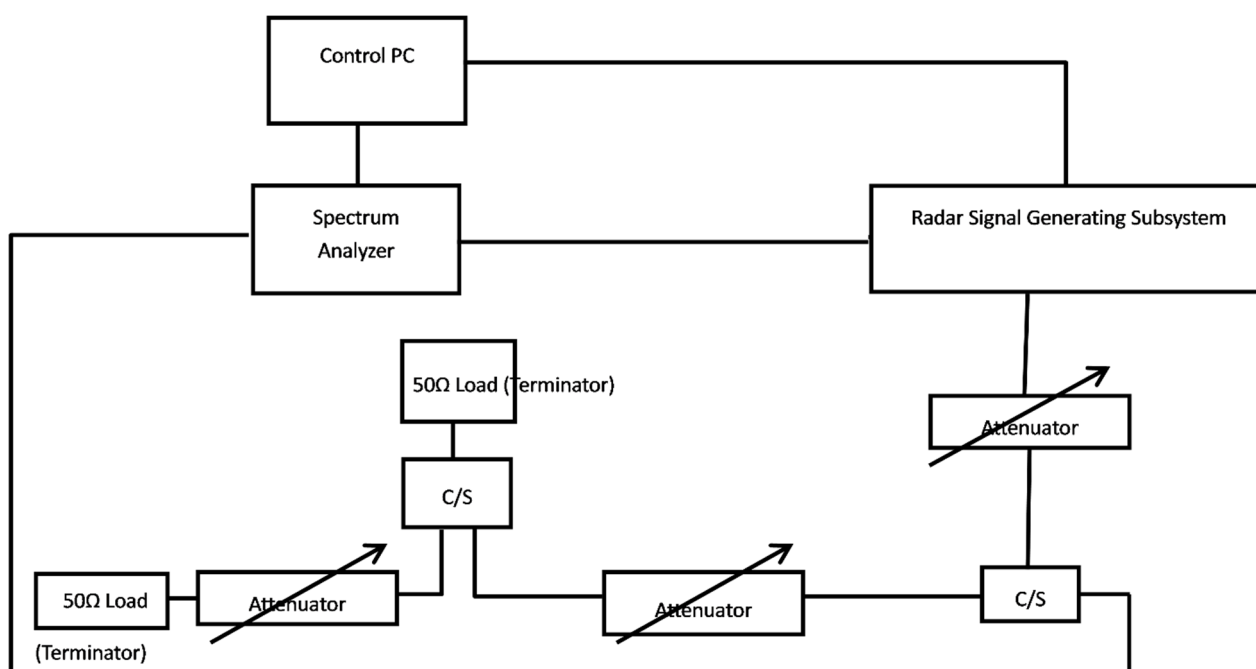 Control PC
Spectrum
Analyzer
Radar Signal Generating Subsystem
50Ω Load (Terminator)
Attenuator
C/S
50Ω Load
(Terminator)
Attenuator
Attenuator
C/S